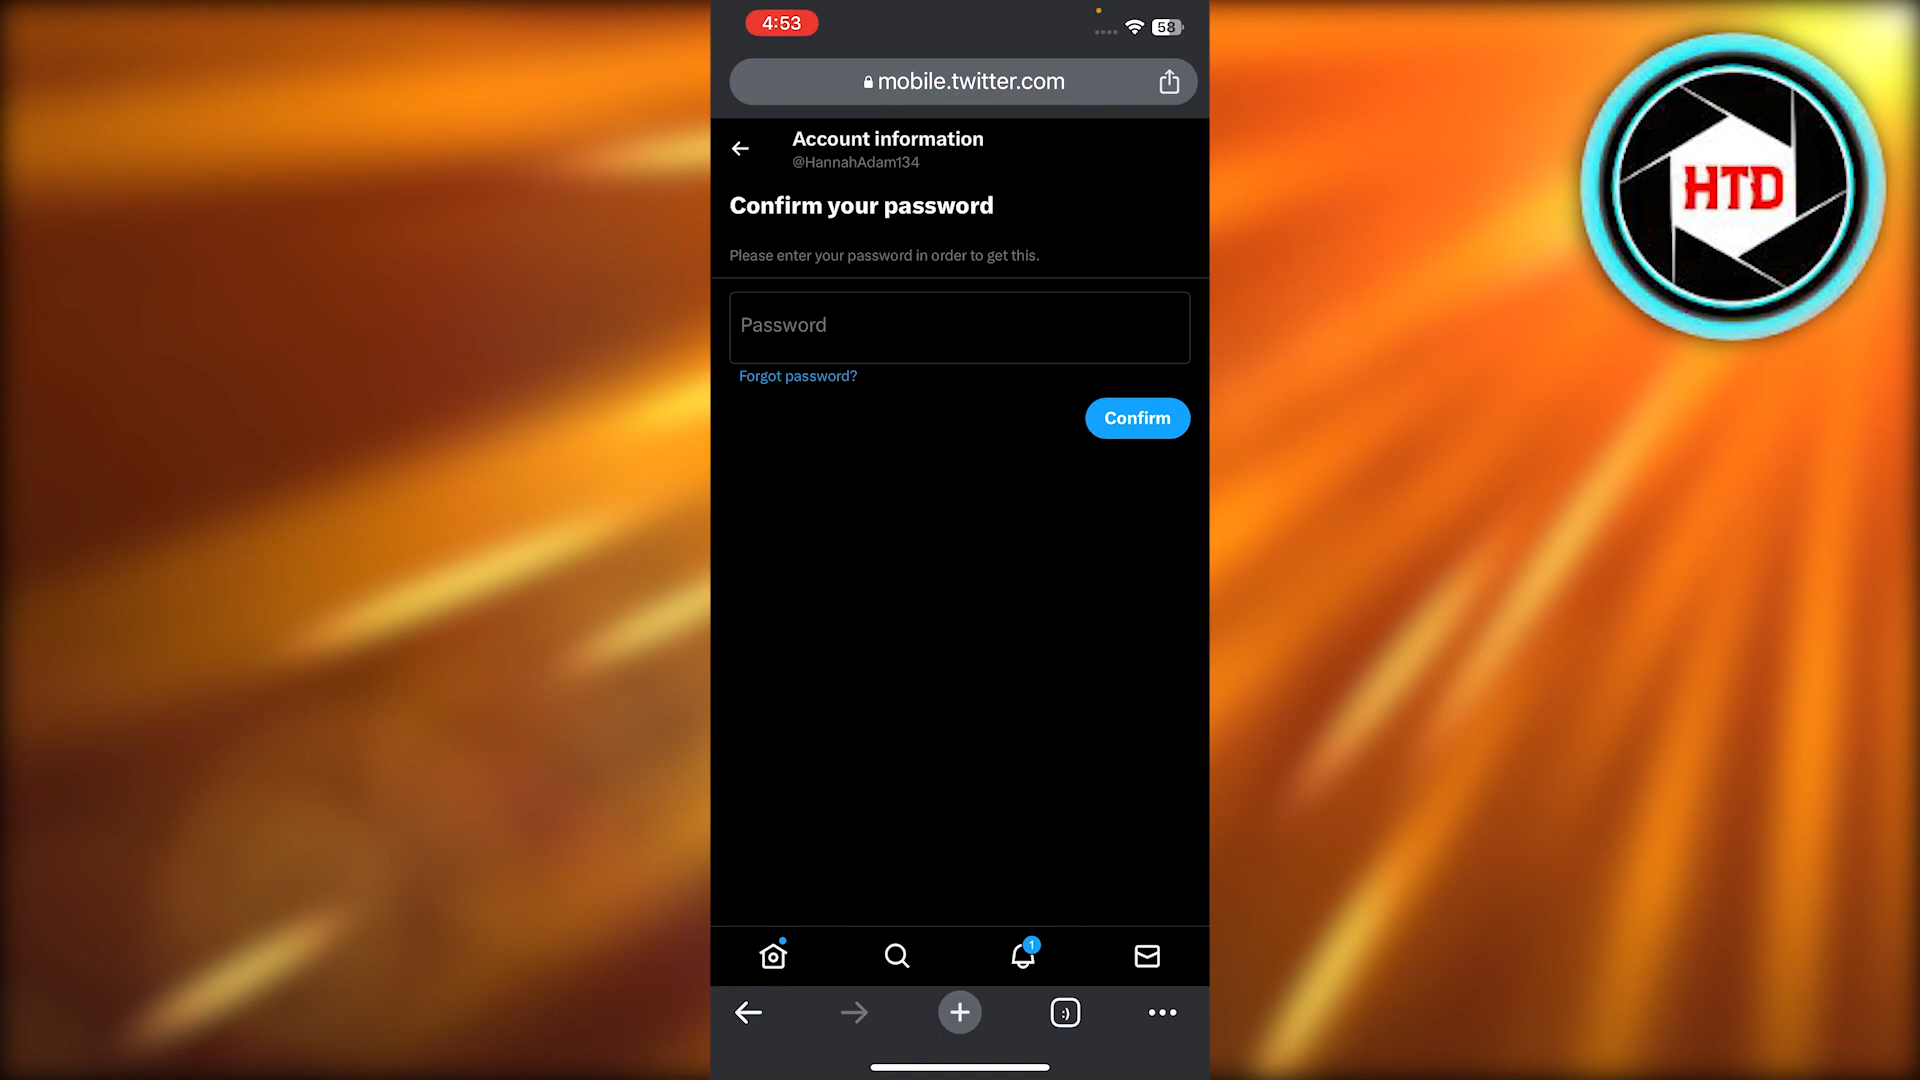 4:53
58
mobile.twitter.com
Account information
@HannahAdam134
Confirm your password
Please enter your password in order to get this.
Password
Forgot password?
Confirm
1
:)
HTD